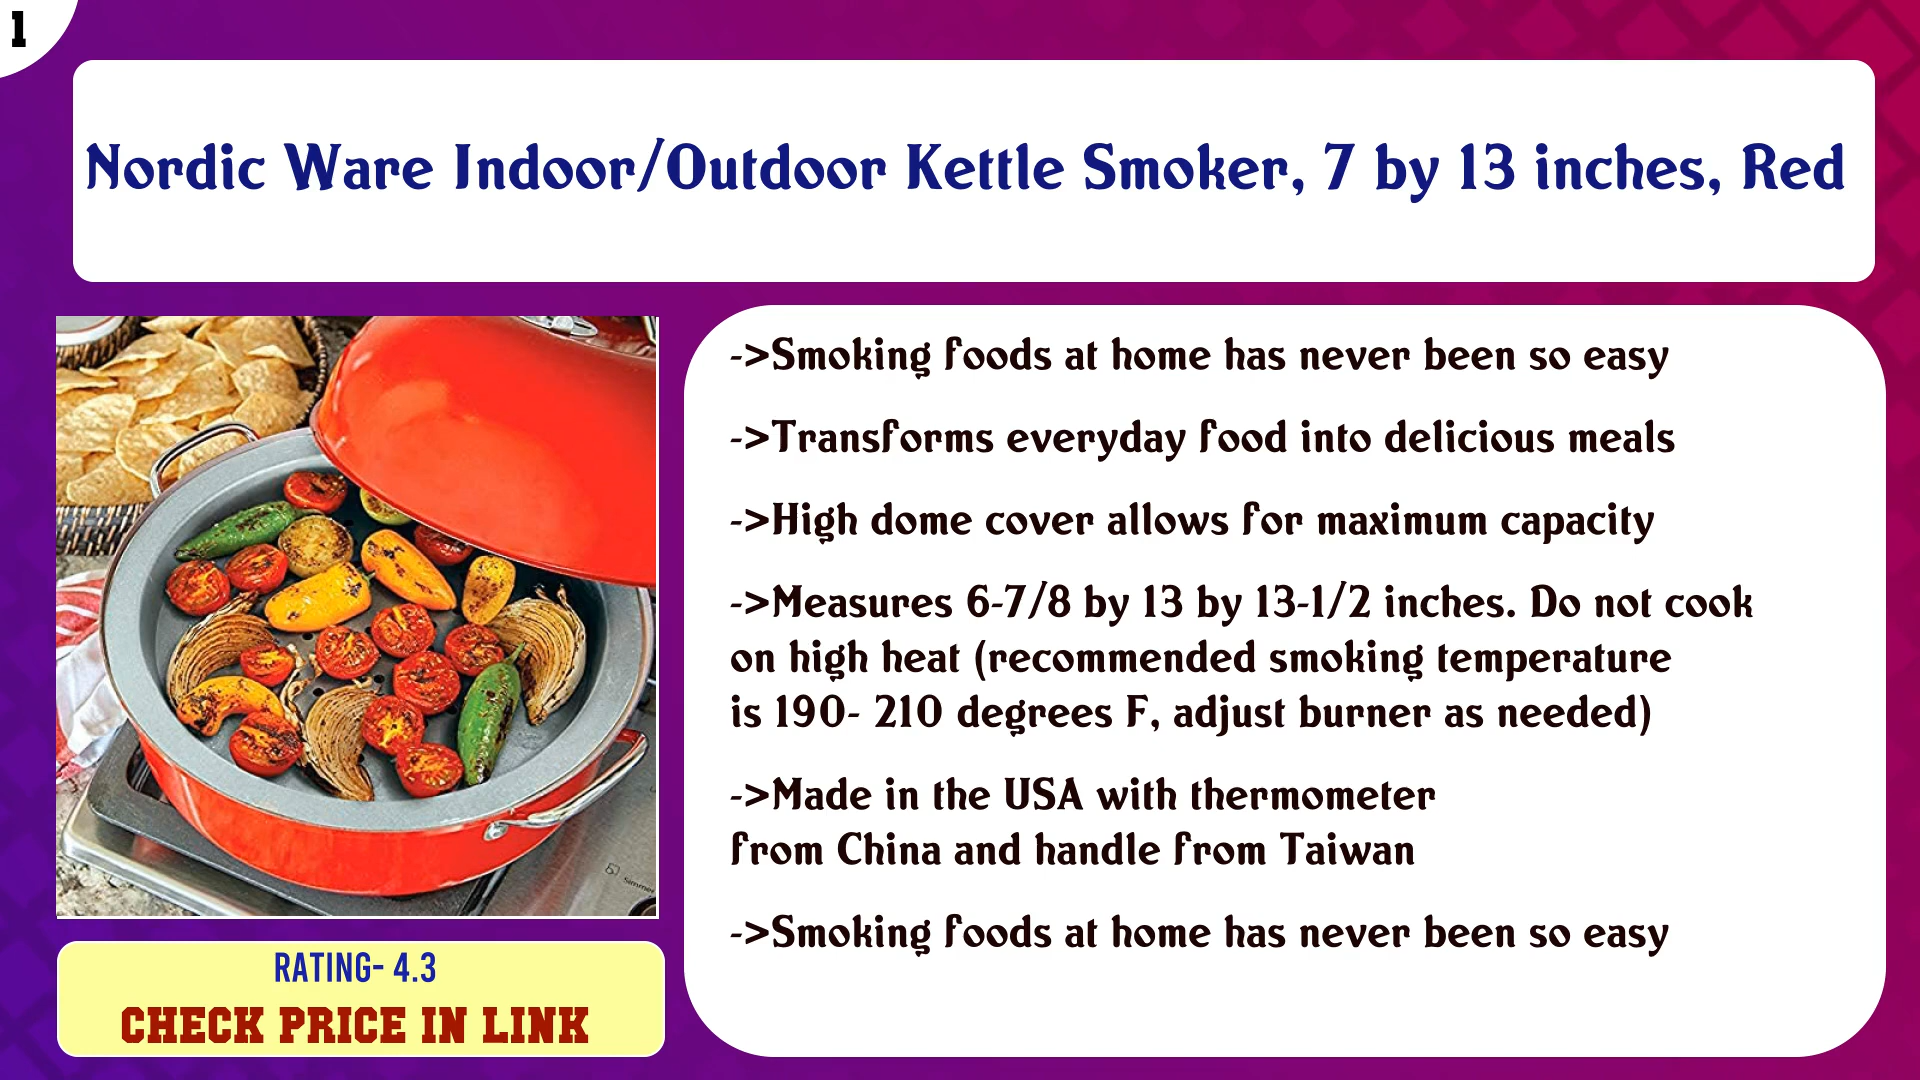 1
Nordic Ware Indoor/Outdoor Kettle Smoker, 7 by 13 inches, Red
->Smoking foods at home has never been so easy
->Transforms everyday food into delicious meals
->High dome cover allows for maximum capacity
->Measures 6-7/8 by 13 by 13-1/2 inches. Do not cook
on high heat (recommended smoking temperature
is 190- 210 degrees F, adjust burner as needed)
->Made in the USA with thermometer
from China and handle from Taiwan
->Smoking foods at home has never been so easy
Simmer
RATING- 4.3
CHECK PRICE IN LINK